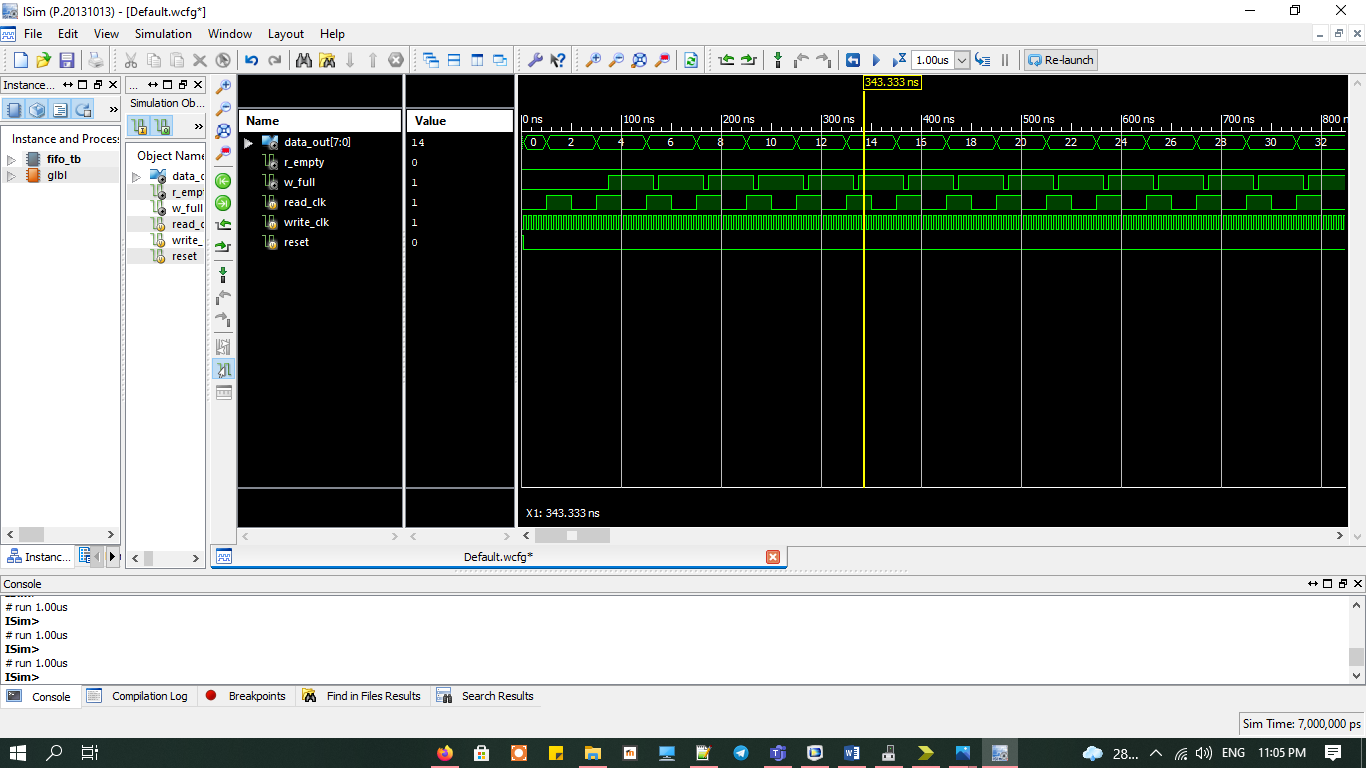 ISim (P.20131013) - [Default.wcfg*]
File Edit View Simulation Window Layout Help
1.00us Re-launch
Instance... ...
Simulation Ob...
Instance and Process
fifo_tb
glbl
Object Name
data_o
r_empt
w_full
read_c
write_
reset
Name Value
data_out[7:0] 14
r_empty 0
w_full 1
read_clk 1
write_clk 1
reset 0
343.333 ns
0 ns 100 ns 200 ns 300 ns 400 ns 500 ns 600 ns 700 ns 800 n
0 2 4 6 8 10 12 14 16 18 20 22 24 26 28 30 32
X1: 343.333 ns
Instanc... Default.wcfg*
Console
# run 1.00us
ISim>
# run 1.00us
ISim>
# run 1.00us
ISim>
Console Compilation Log Breakpoints Find in Files Results Search Results
Sim Time: 7,000,000 ps
28... ENG 11:05 PM